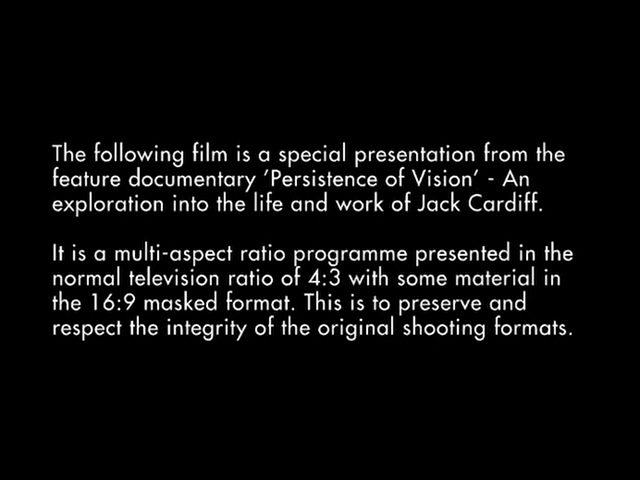 The following film is a special presentation from the
feature documentary 'Persistence of Vision' - An
exploration into the life and work of Jack Cardiff.
It is a multi-aspect ratio programme presented in the
normal television ratio of 4:3 with some material in
the 16:9 masked format. This is to preserve and
respect the integrity of the original shooting formats.